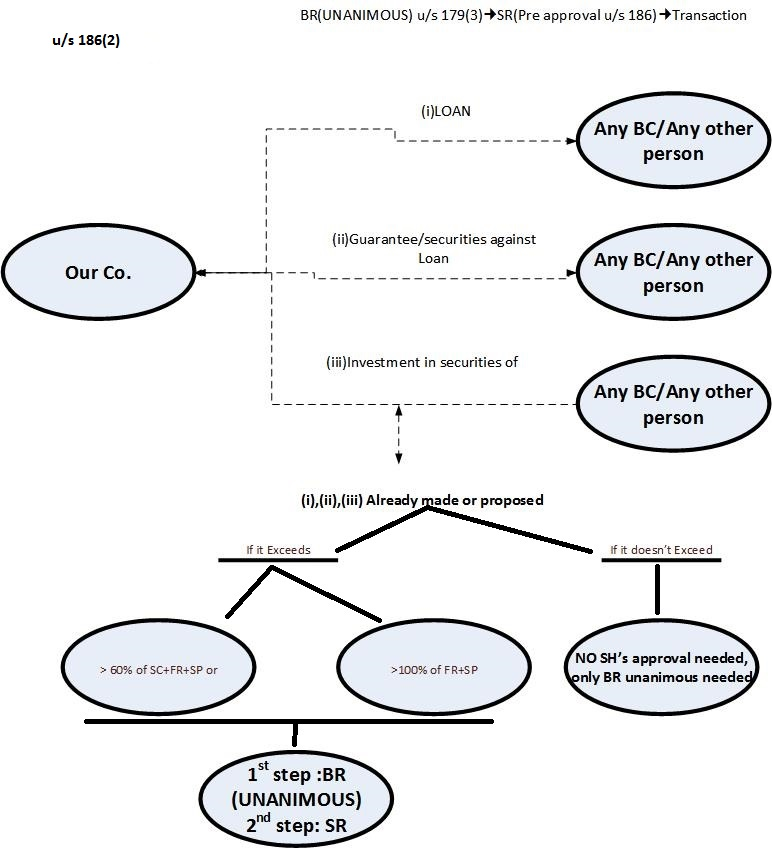 BR(UNANIMOUS) u/s 179(3)→SR(Pre approval u/s 186)→Transaction
u/s 186(2)
(i)LOAN
Any BC/Any other
person
(ii)Guarantee/securities against
Loan
Our Co.
Any BC/Any other
person
(iii)Investment in securities of
Any BC/Any other
person
(i),(ii),(iii) Already made or proposed
If it Exceeds
If it doesn't Exceed
> 60% of SC+FR+SP or
>100% of FR+SP
NO SH's approval needed,
only BR unanimous needed
1st step :BR
(UNANIMOUS)
2nd step: SR